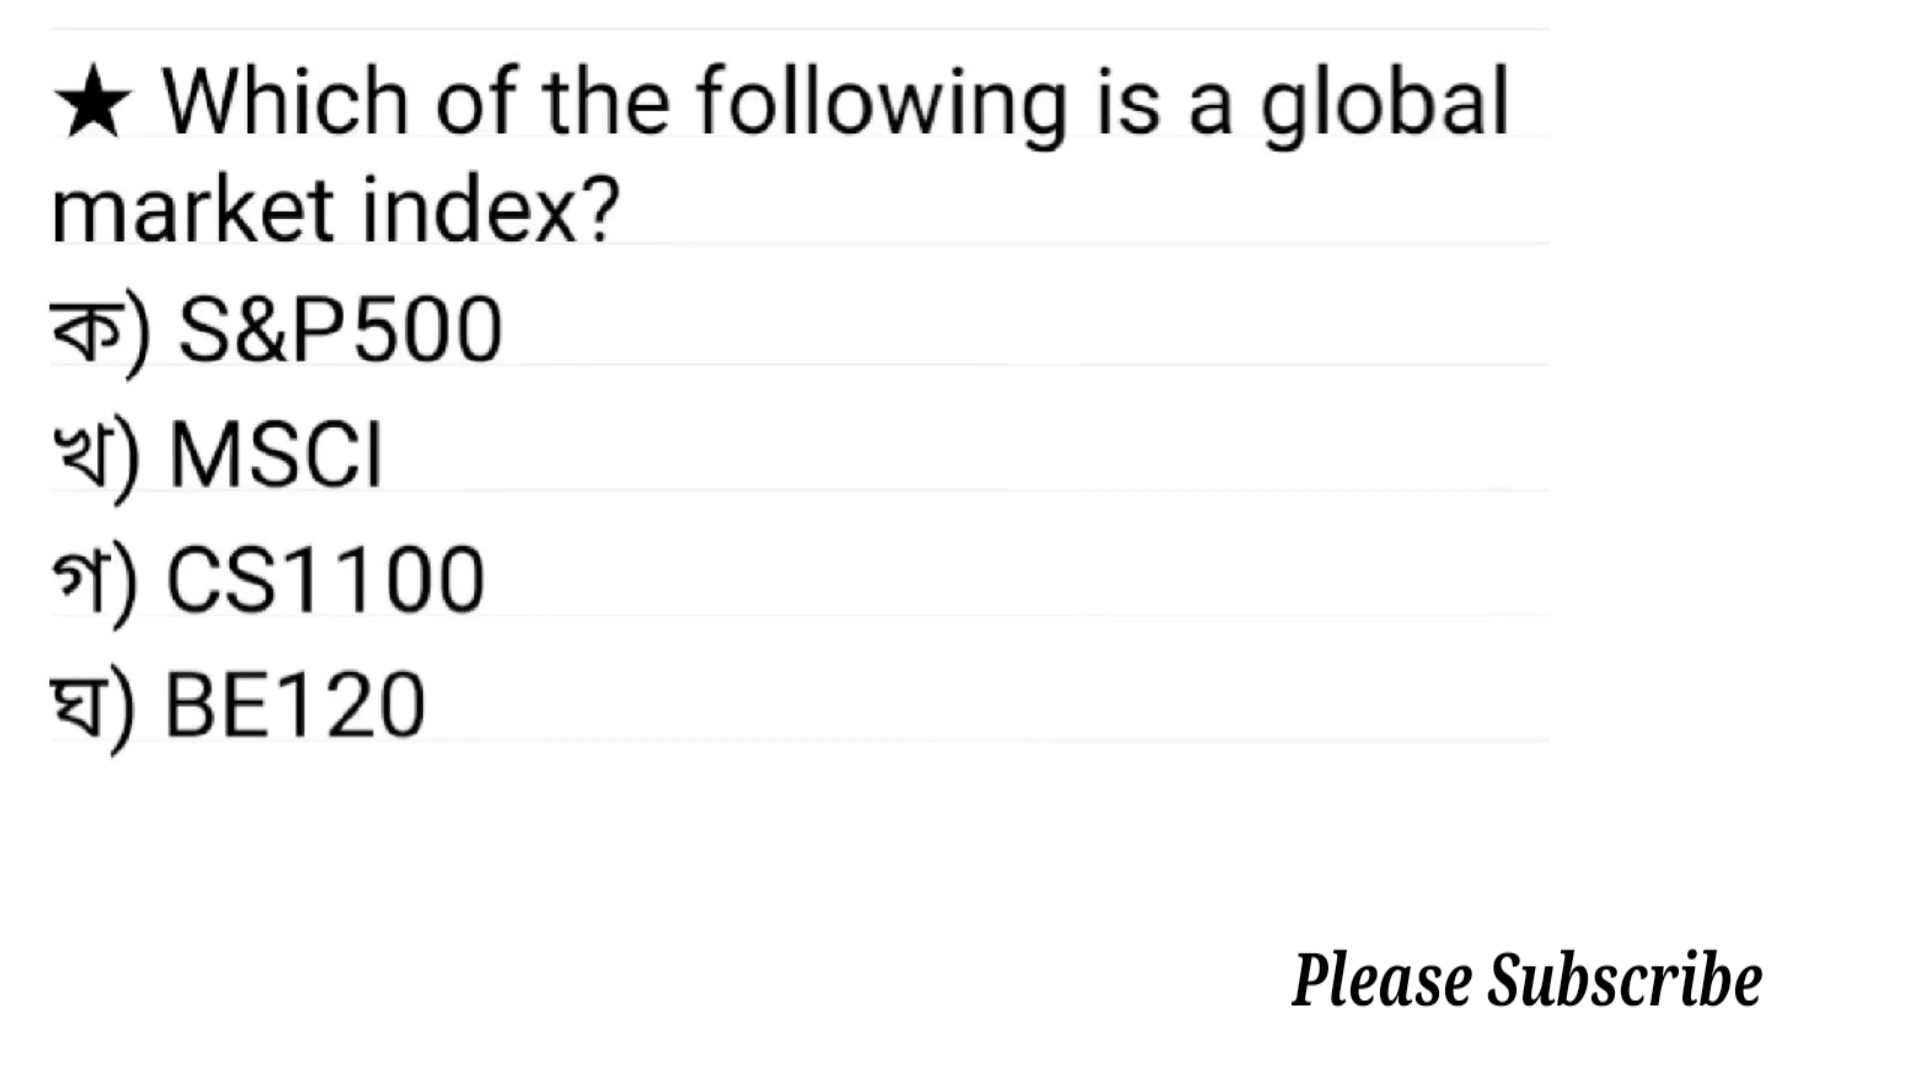 ★ Which of the following is a global
market index?
ক) S&P500
খ) MSCI
গ) CS1100
ঘ) BE120
Please Subscribe